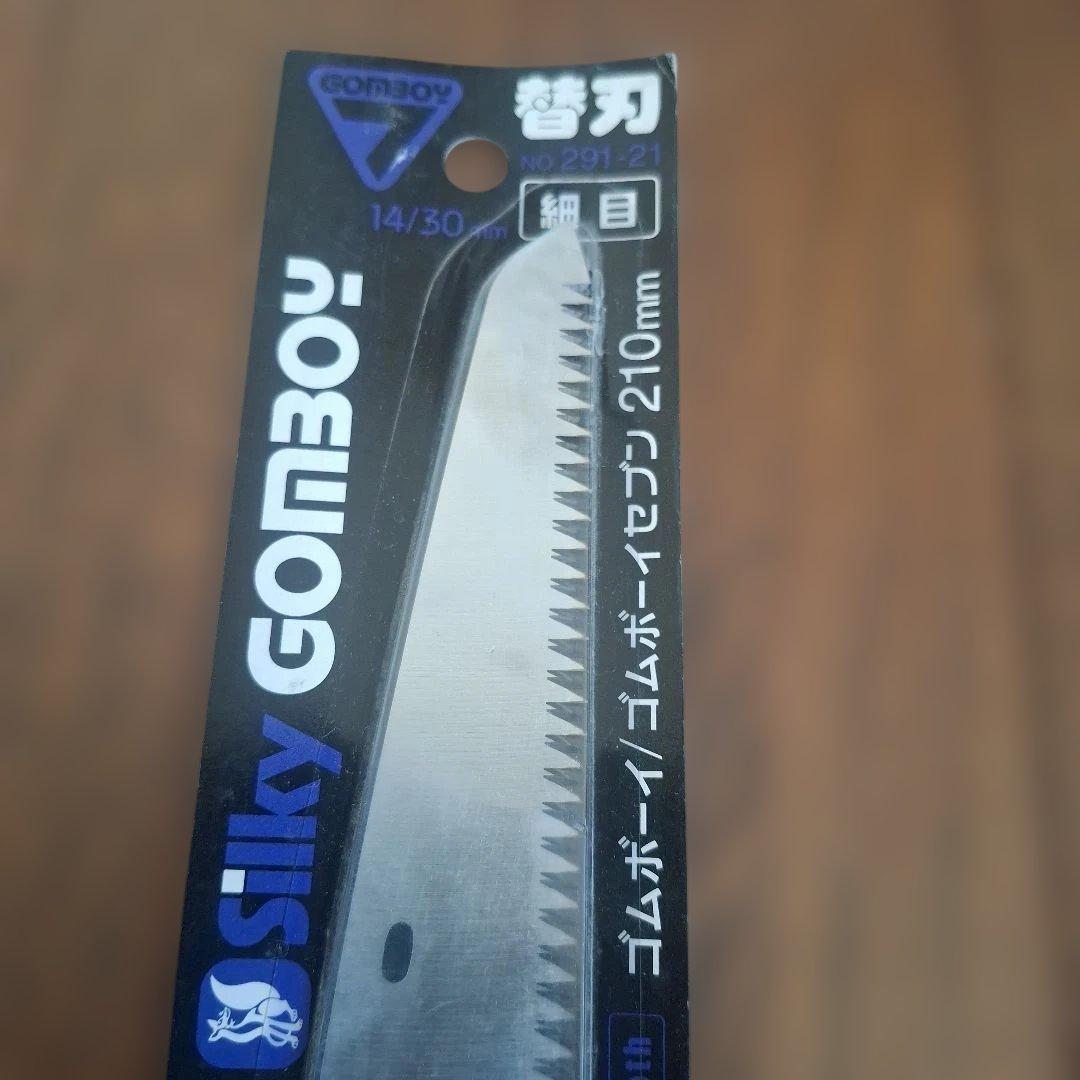 GOMBOY
替刃
NO.291-21
14/30mm
細目
Silky GOMBOY
ゴムボーイ/ゴムボーイセブン 210mm